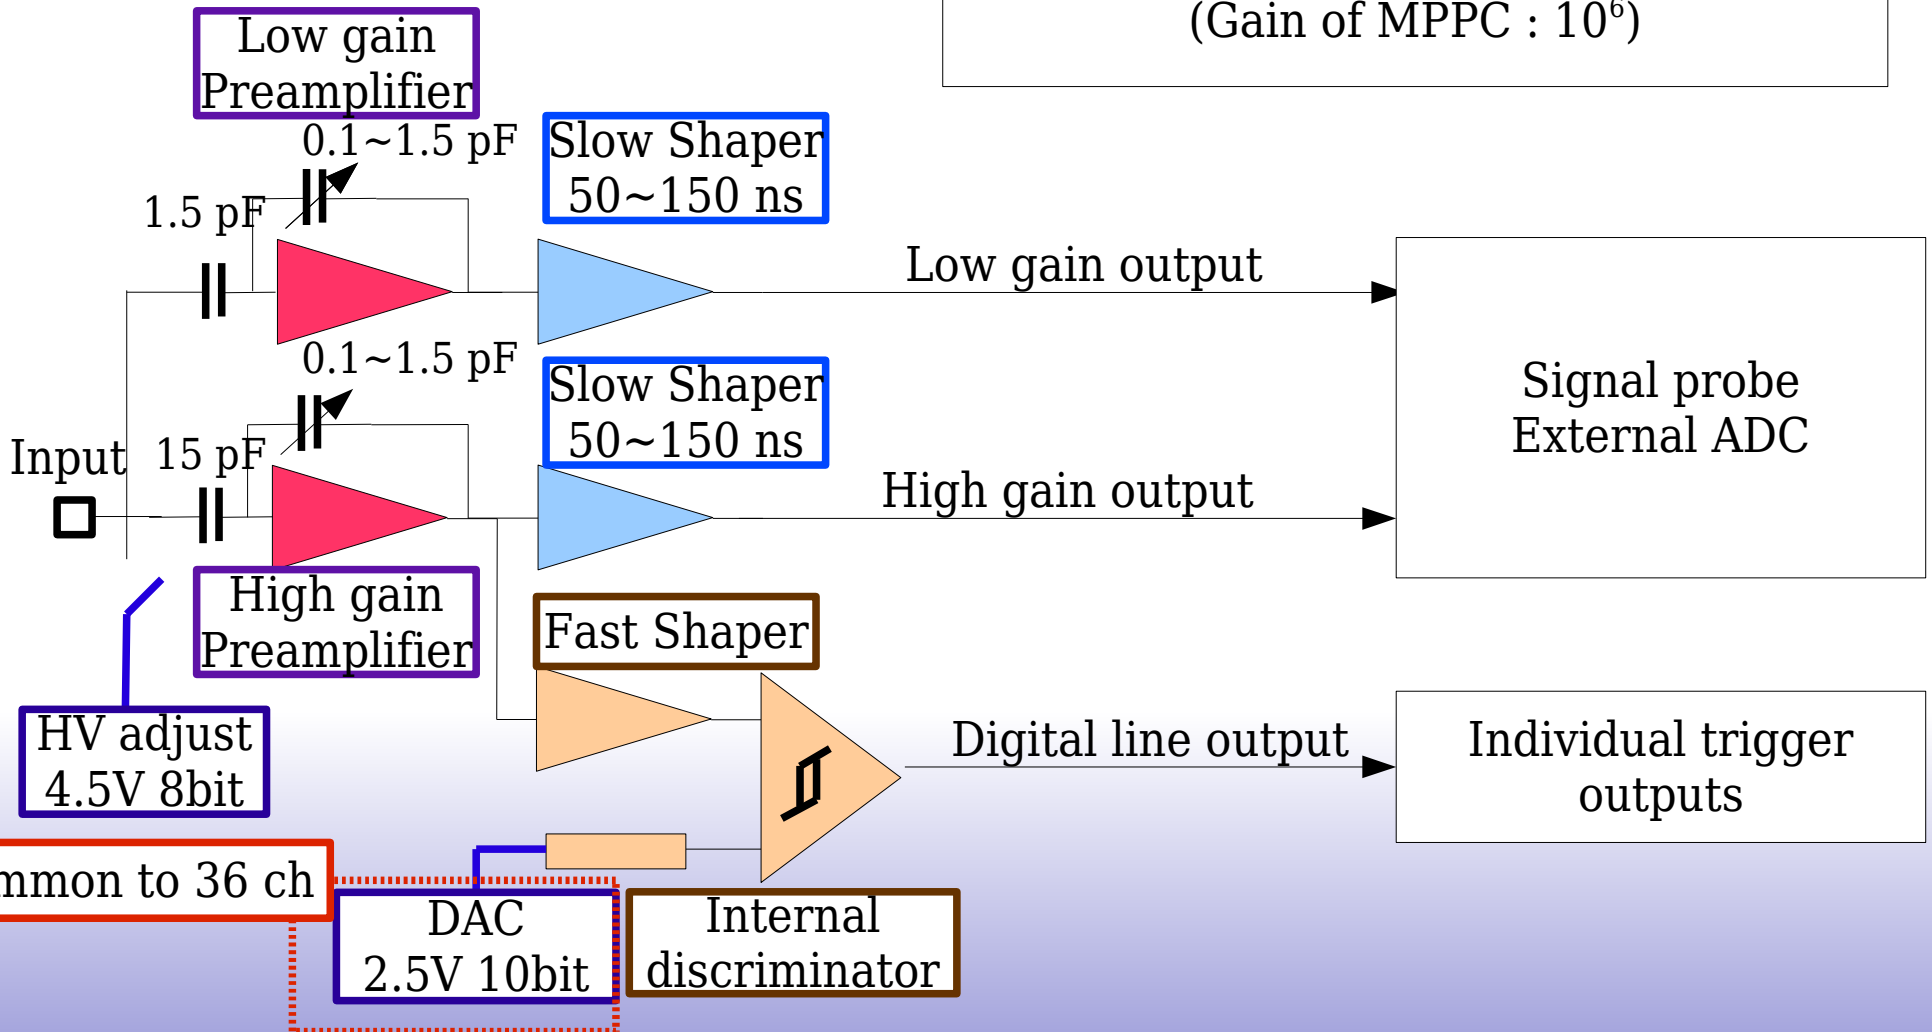 (Gain of MPPC : 10⁶)
Low gain
Preamplifier
0.1~1.5 pF
Slow Shaper
50~150 ns
1.5 pF
Low gain output
0.1~1.5 pF
Slow Shaper
50~150 ns
Signal probe
External ADC
Input
15 pF
High gain output
High gain
Preamplifier
Fast Shaper
HV adjust
4.5V 8bit
Digital line output
Individual trigger
outputs
mmon to 36 ch
DAC
2.5V 10bit
Internal
discriminator